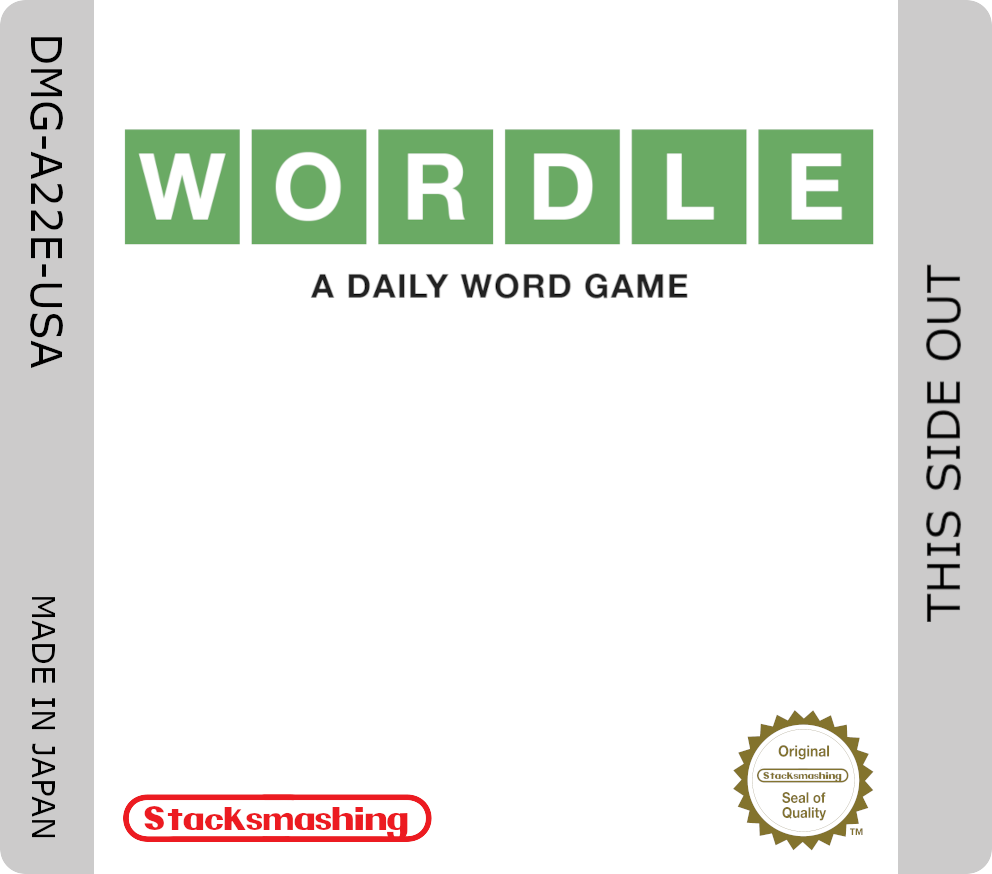 DMG-A22E-USA
MADE IN JAPAN
WORDLE
A DAILY WORD GAME
Stacksmashing
Original
Stacksmashing
Seal of
Quality
TM
THIS SIDE OUT